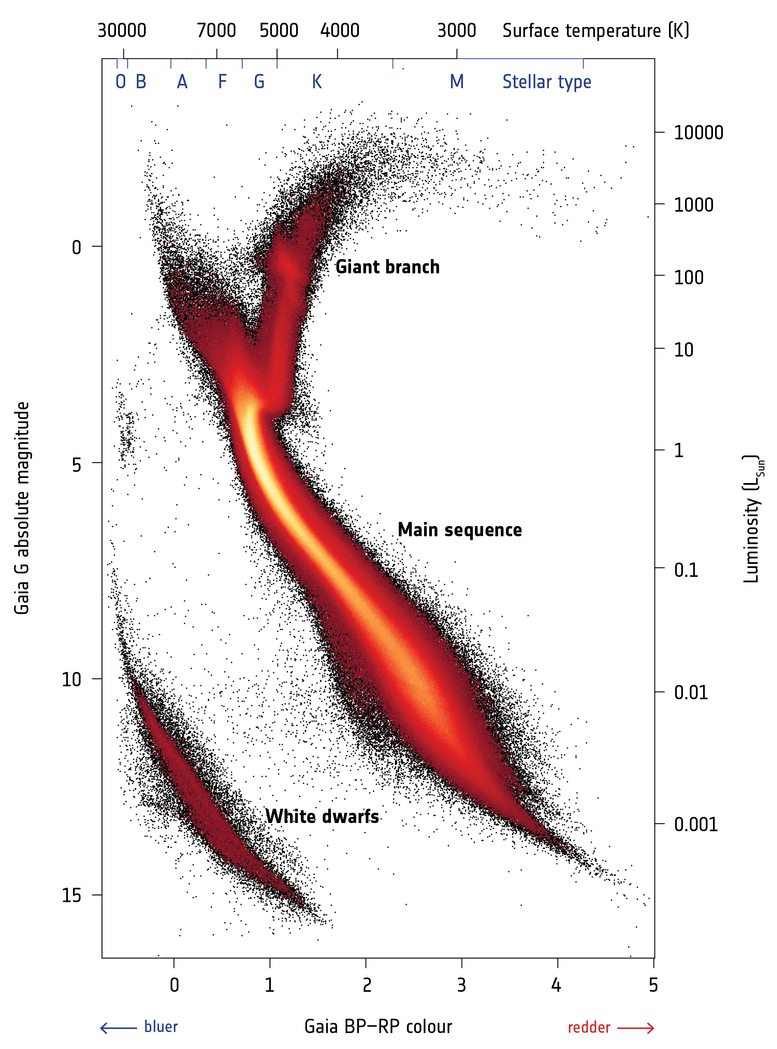 30000 7000 5000 4000 3000 Surface temperature (K)
O B A F G K M Stellar type
10000
1000
0
Giant branch
100
10
Gaia G absolute magnitude
5
1
Luminosity (LSun)
Main sequence
0.1
10
0.01
White dwarfs
0.001
15
0 1 2 3 4 5
bluer Gaia BP–RP colour redder